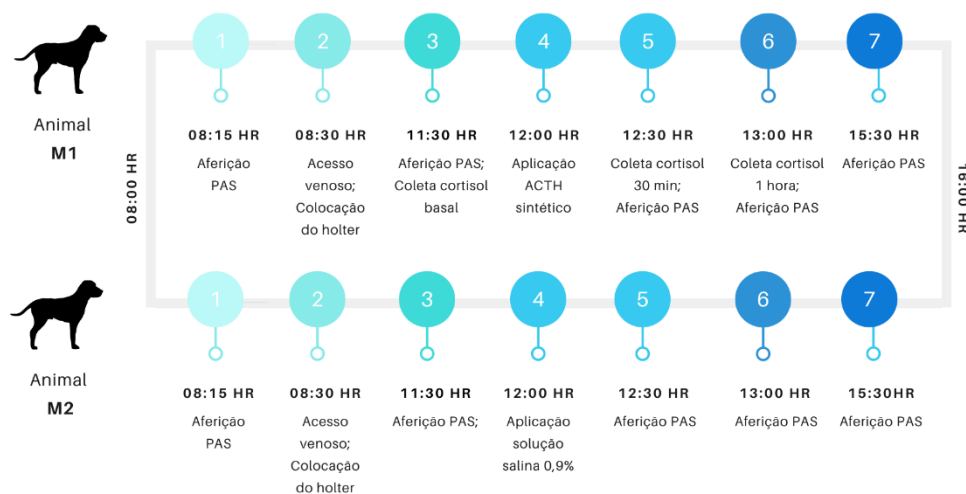 1 2 3 4 5 6 7
Animal
M1
08:00 HR
16:00 HR
08:15 HR
Aferição
PAS
08:30 HR
Acesso
venoso;
Colocação
do holter
11:30 HR
Aferição PAS;
Coleta cortisol
basal
12:00 HR
Aplicação
ACTH
sintético
12:30 HR
Coleta cortisol
30 min;
Aferição PAS
13:00 HR
Coleta cortisol
1 hora;
Aferição PAS
15:30 HR
Aferição PAS
1 2 3 4 5 6 7
Animal
M2
08:15 HR
Aferição
PAS
08:30 HR
Acesso
venoso;
Colocação
do holter
11:30 HR
Aferição PAS;
12:00 HR
Aplicação
solução
salina 0,9%
12:30 HR
Aferição PAS
13:00 HR
Aferição PAS
15:30HR
Aferição PAS